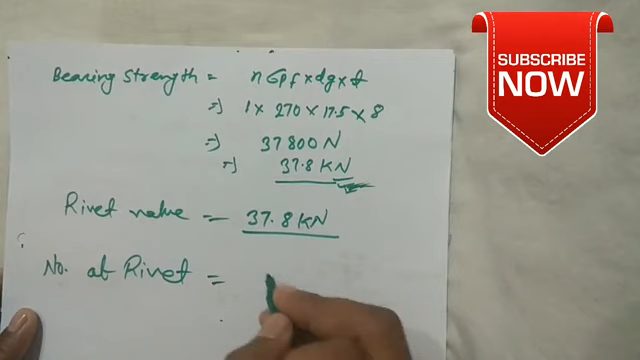 SUBSCRIBE
NOW
Bearing Strength = n σpf x dg x t
=) 1 x 270 x 17.5 x 8
=) 37800 N
=) 37.8 KN
Rivet value = 37.8 KN
No. of Rivet =